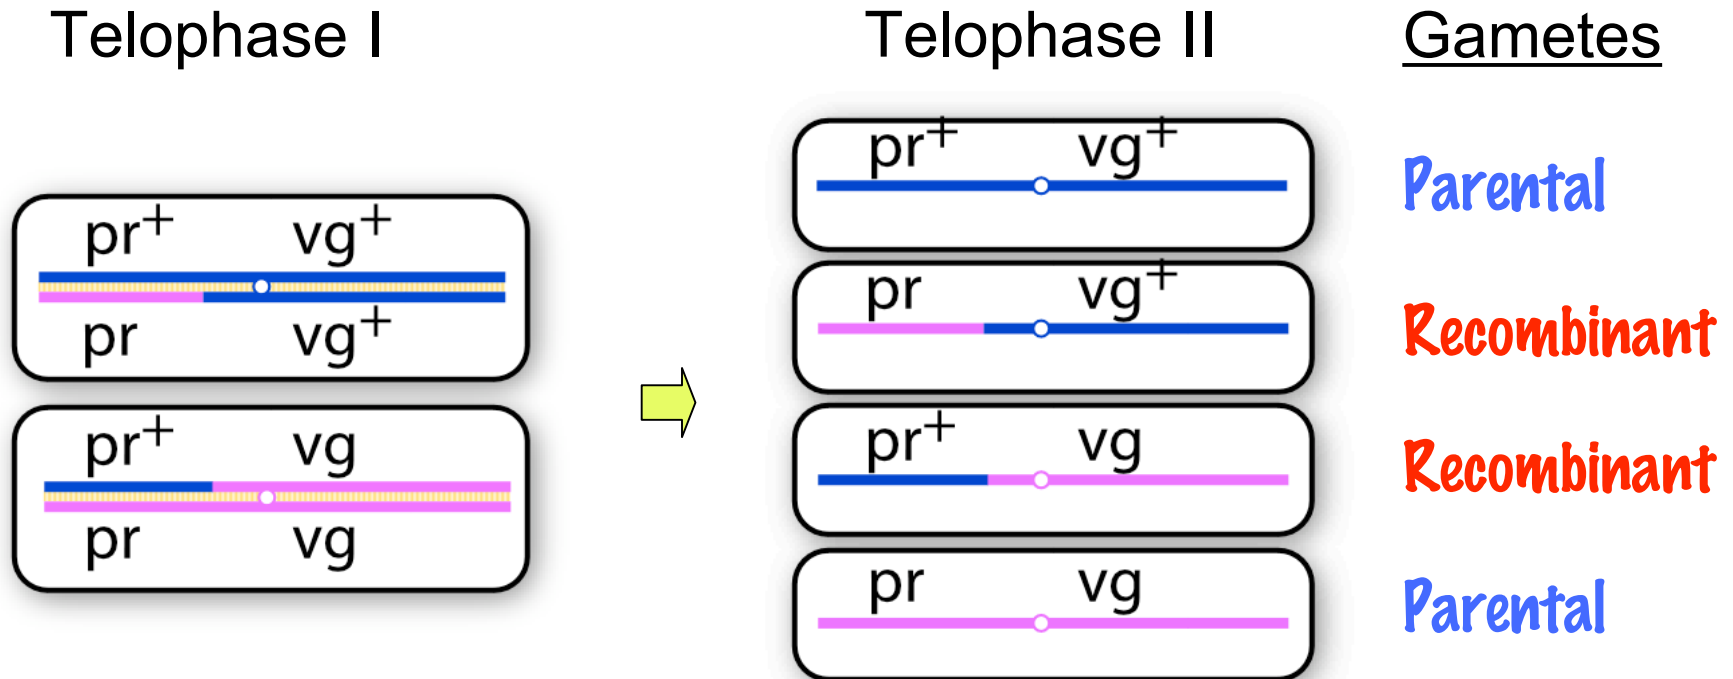 Telophase I
Telophase II
Gametes
pr+ vg+
pr vg+
pr+ vg
pr vg
pr+ vg+
Parental
pr vg+
Recombinant
pr+ vg
Recombinant
pr vg
Parental